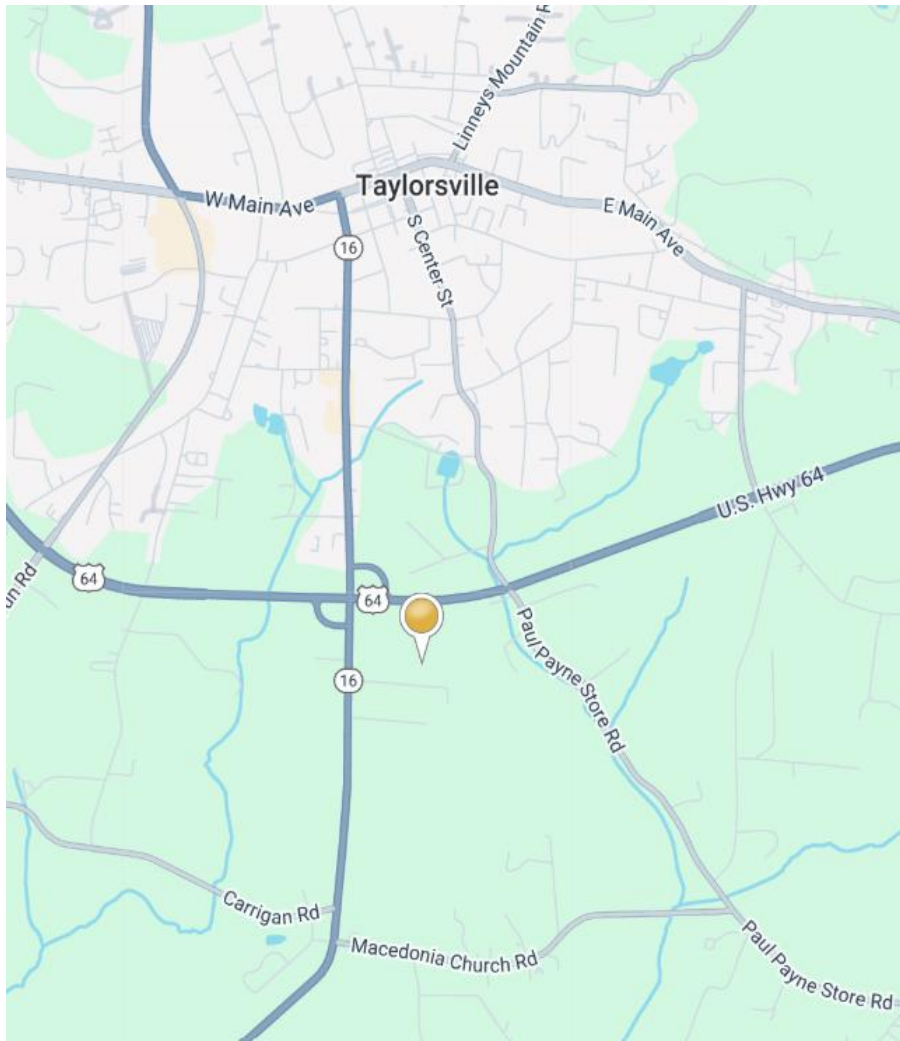 Linneys Mountain R
Taylorsville
W Main Ave
E Main Ave
16
S Center St
U.S. Hwy 64
64
un Rd
64
Paul Payne Store Rd
16
Carrigan Rd
Macedonia Church Rd
Paul Payne Store Rd